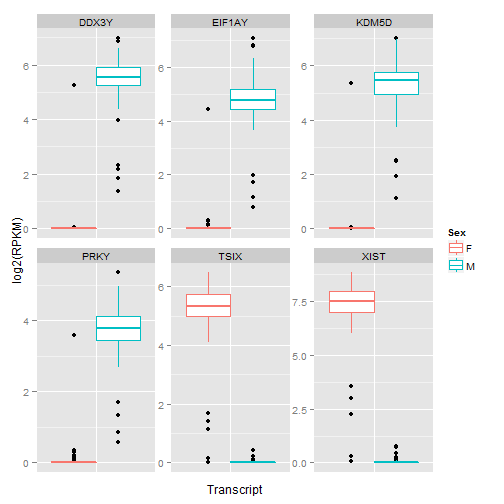 DDX3Y EIF1AY KDM5D
6 6 6
4 4 4
2 2 2
0 0 0
PRKY TSIX XIST
4 6 7.5
2 4 5.0
0 2 2.5
0 0.0
log2(RPKM)
Transcript
Sex
F
M